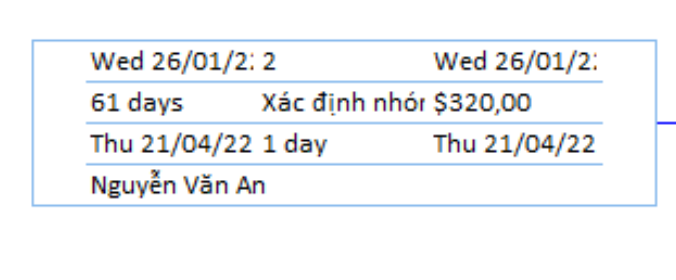 Wed 26/01/2 2 Wed 26/01/2
61 days Xác định $320,00
Thu 21/04/22 1 day Thu 21/04/22
Nguyễn Văn An